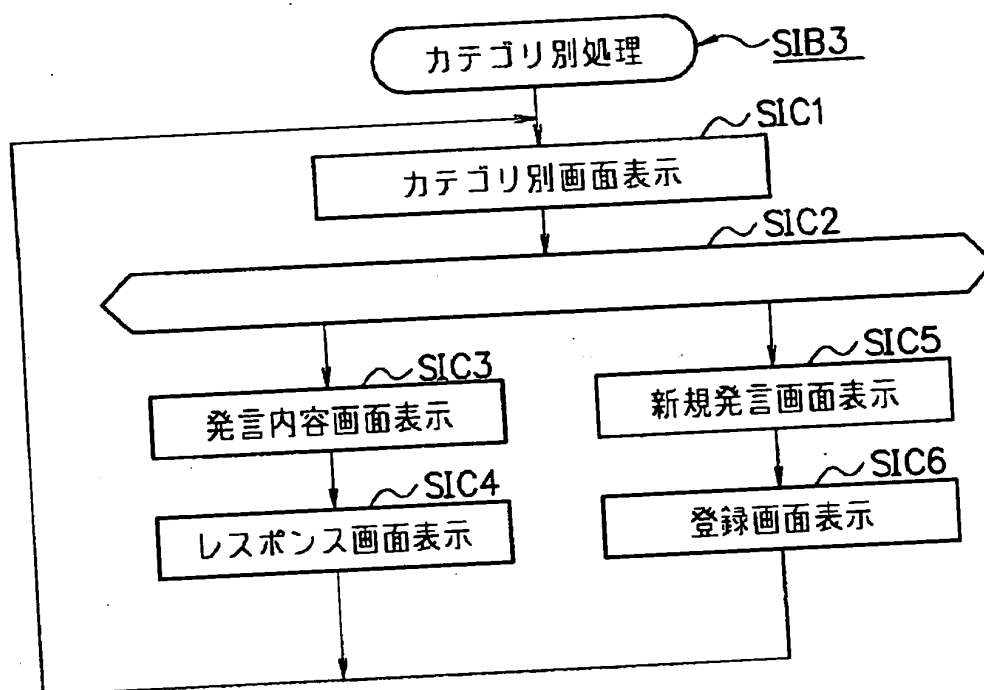 カテゴリ別処理
SIB3
SIC1
カテゴリ別画面表示
SIC2
SIC3
発言内容画面表示
SIC5
新規発言画面表示
SIC4
レスポンス画面表示
SIC6
登録画面表示